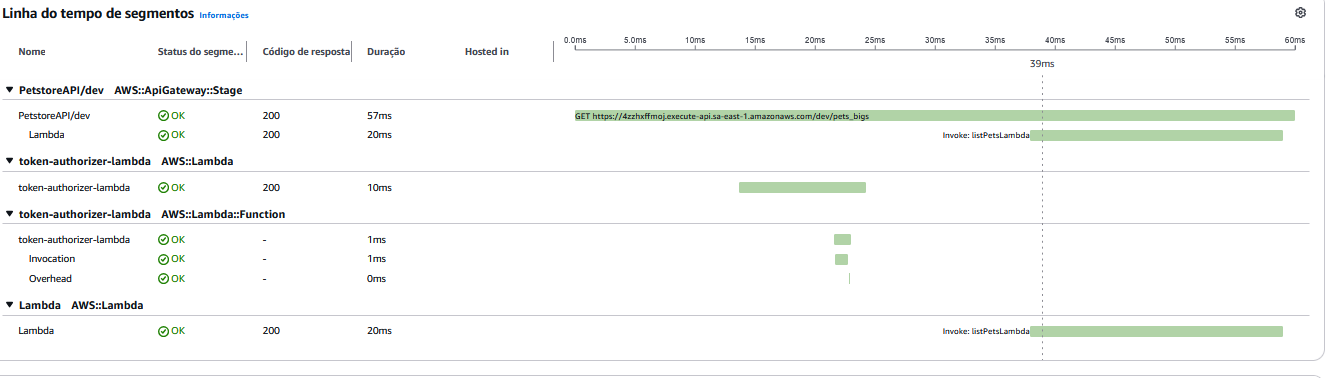 Linha do tempo de segmentos Informações
Nome Status do segme... Código de resposta Duração Hosted in 0.0ms 5.0ms 10ms 15ms 20ms 25ms 30ms 35ms 40ms 45ms 50ms 55ms 60ms
39ms
PetstoreAPI/dev AWS::ApiGateway::Stage
PetstoreAPI/dev OK 200 57ms GET https://4zzhxffmoj.execute-api.sa-east-1.amazonaws.com/dev/pets_bigs
Lambda OK 200 20ms Invoke: listPetsLambda
token-authorizer-lambda AWS::Lambda
token-authorizer-lambda OK 200 10ms
token-authorizer-lambda AWS::Lambda::Function
token-authorizer-lambda OK - 1ms
Invocation OK - 1ms
Overhead OK - 0ms
Lambda AWS::Lambda
Lambda OK 200 20ms Invoke: listPetsLambda